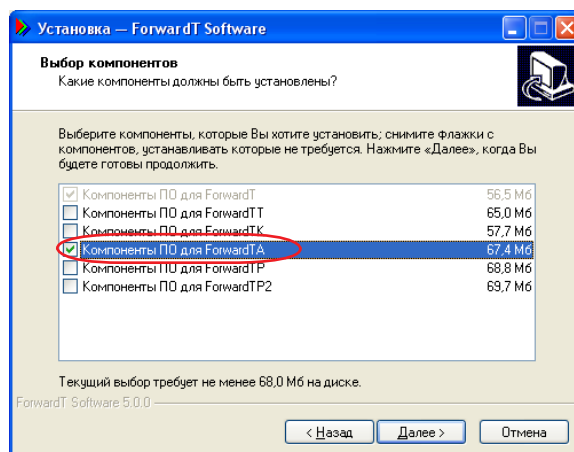 Установка — ForwardT Software
Выбор компонентов
Какие компоненты должны быть установлены?
Выберите компоненты, которые Вы хотите установить; снимите флажки с
компонентов, устанавливать которые не требуется. Нажмите «Далее», когда Вы
будете готовы продолжить.
Компоненты ПО для ForwardT 56,5 Мб
Компоненты ПО для ForwardTT 65,0 Мб
Компоненты ПО для ForwardTK 57,7 Мб
Компоненты ПО для ForwardTA 67,4 Мб
Компоненты ПО для ForwardTP 68,8 Мб
Компоненты ПО для ForwardTP2 69,7 Мб
Текущий выбор требует не менее 68,0 Мб на диске.
ForwardT Software 5.0.0
< Назад Далее > Отмена